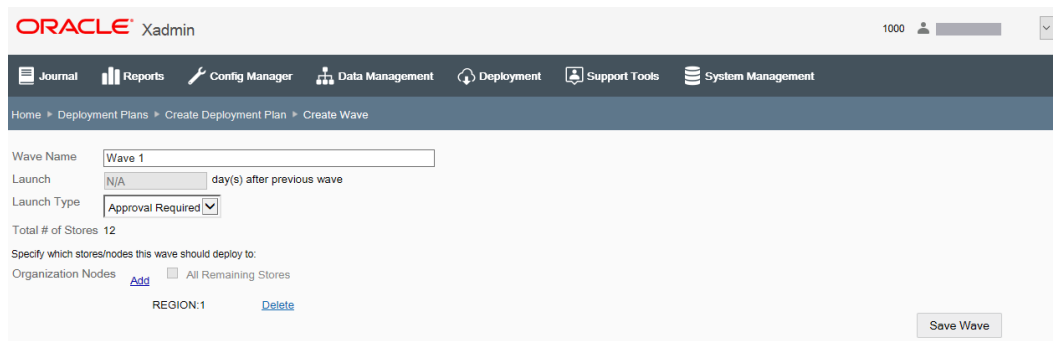 ORACLE® Xadmin 1000
Journal Reports Config Manager Data Management Deployment Support Tools System Management
Home ▶ Deployment Plans ▶ Create Deployment Plan ▶ Create Wave
Wave Name Wave 1
Launch N/A day(s) after previous wave
Launch Type Approval Required
Total # of Stores 12
Specify which stores/nodes this wave should deploy to:
Organization Nodes Add All Remaining Stores
REGION:1 Delete
Save Wave